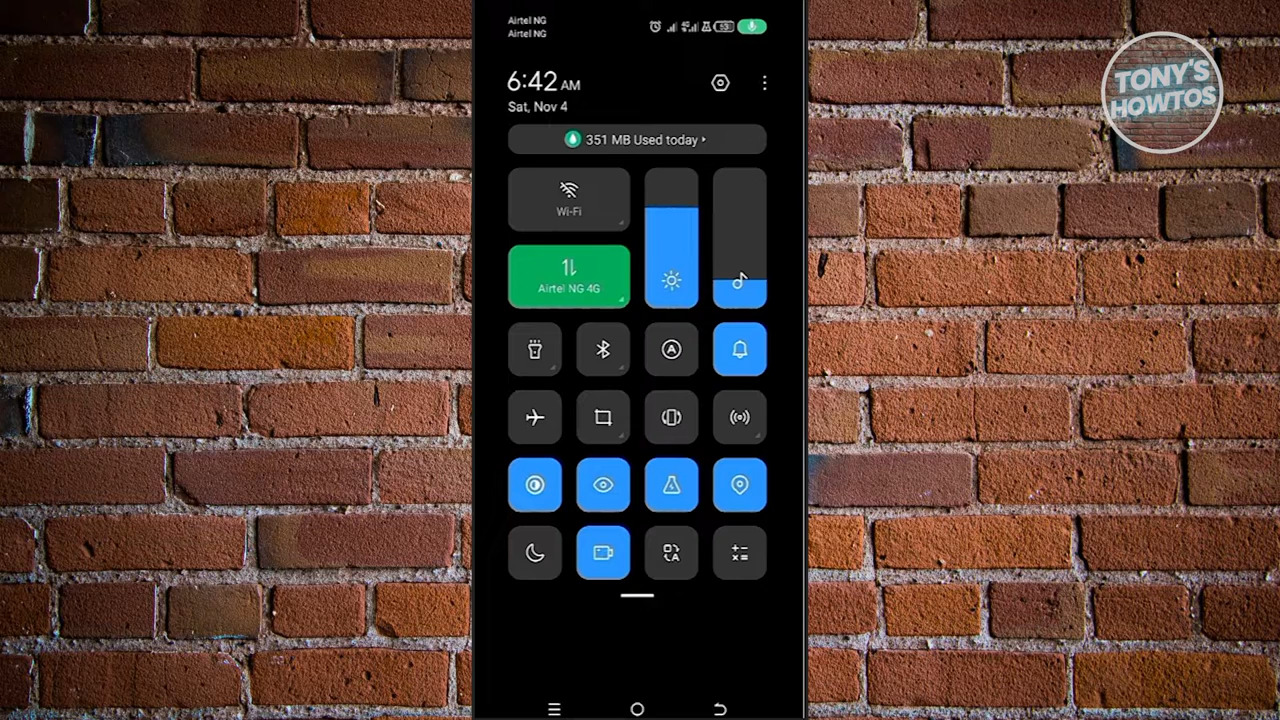 Airtel NG
Airtel NG
53
6:42 AM
Sat, Nov 4
351 MB Used today
Wi-Fi
Airtel NG 4G
TONY'S
HOWTOS